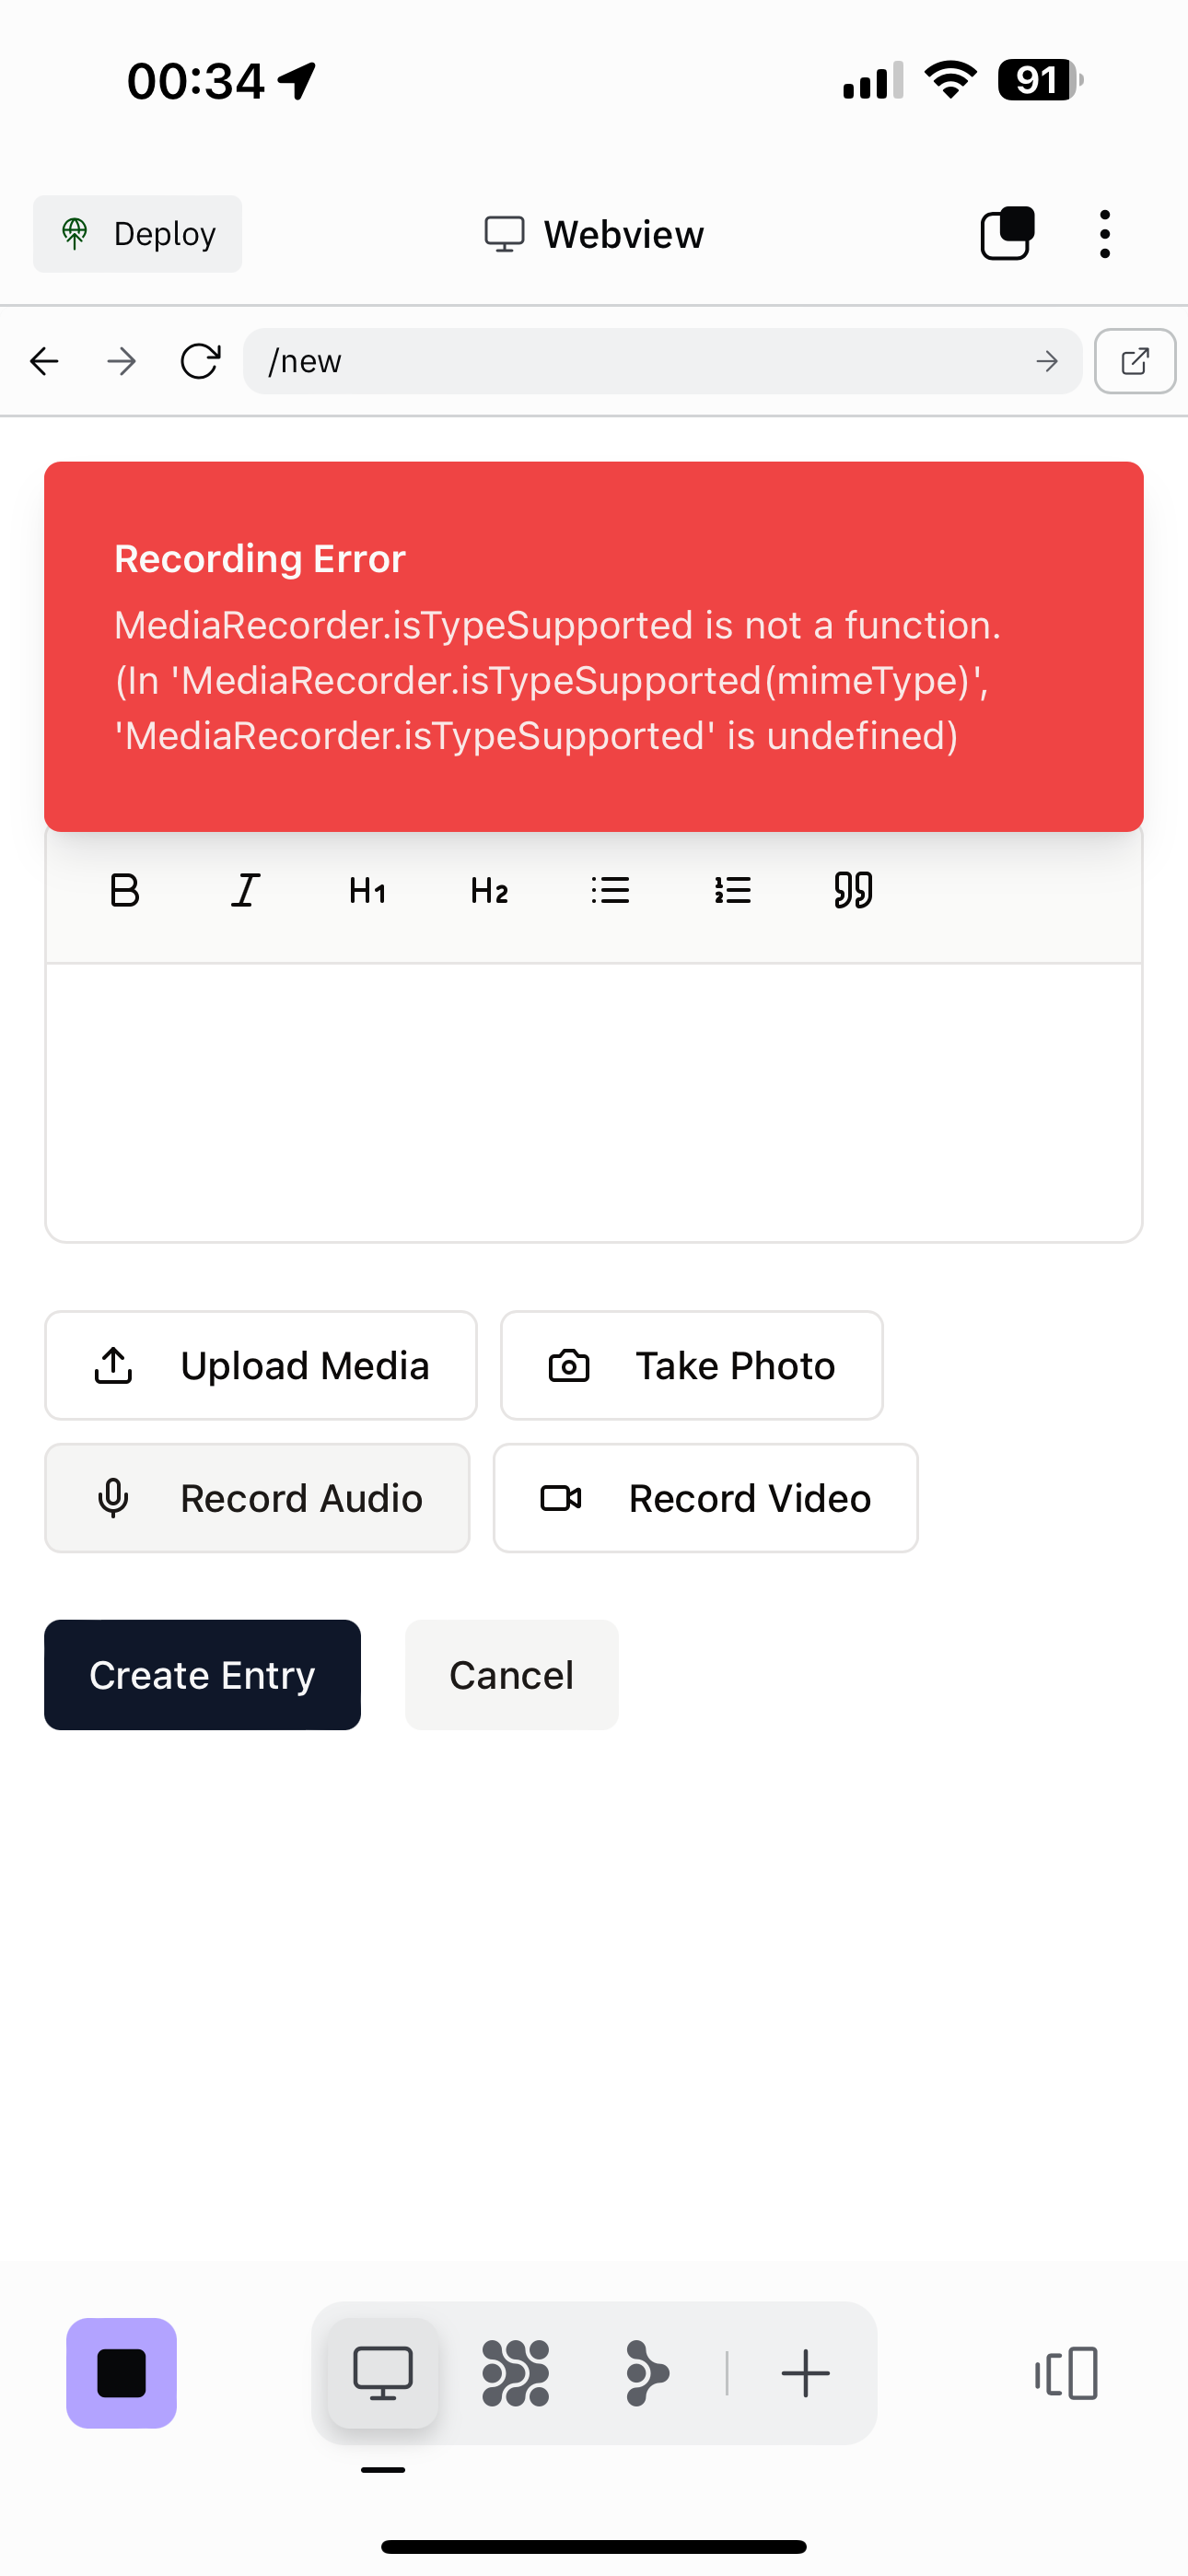 00:34
91
Deploy
Webview
/new
Recording Error
MediaRecorder.isTypeSupported is not a function.
(In 'MediaRecorder.isTypeSupported(mimeType)',
'MediaRecorder.isTypeSupported' is undefined)
B I H1 H2
Upload Media
Take Photo
Record Audio
Record Video
Create Entry
Cancel